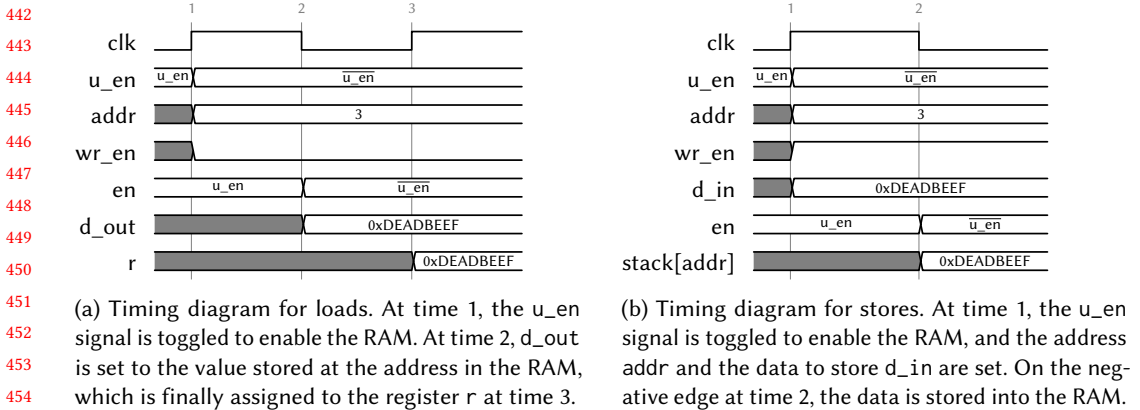 442
443
444
445
446
447
448
449
450
451
452
453
454
1 2 3
clk
u_en u_en u̅_̅e̅n̅
addr 3
wr_en
en u_en u̅_̅e̅n̅
d_out 0xDEADBEEF
r 0xDEADBEEF
(a) Timing diagram for loads. At time 1, the u_en
signal is toggled to enable the RAM. At time 2, d_out
is set to the value stored at the address in the RAM,
which is finally assigned to the register r at time 3.
1 2
clk
u_en u_en u̅_̅e̅n̅
addr 3
wr_en
d_in 0xDEADBEEF
en u_en u̅_̅e̅n̅
stack[addr] 0xDEADBEEF
(b) Timing diagram for stores. At time 1, the u_en
signal is toggled to enable the RAM, and the address
addr and the data to store d_in are set. On the neg-
ative edge at time 2, the data is stored into the RAM.